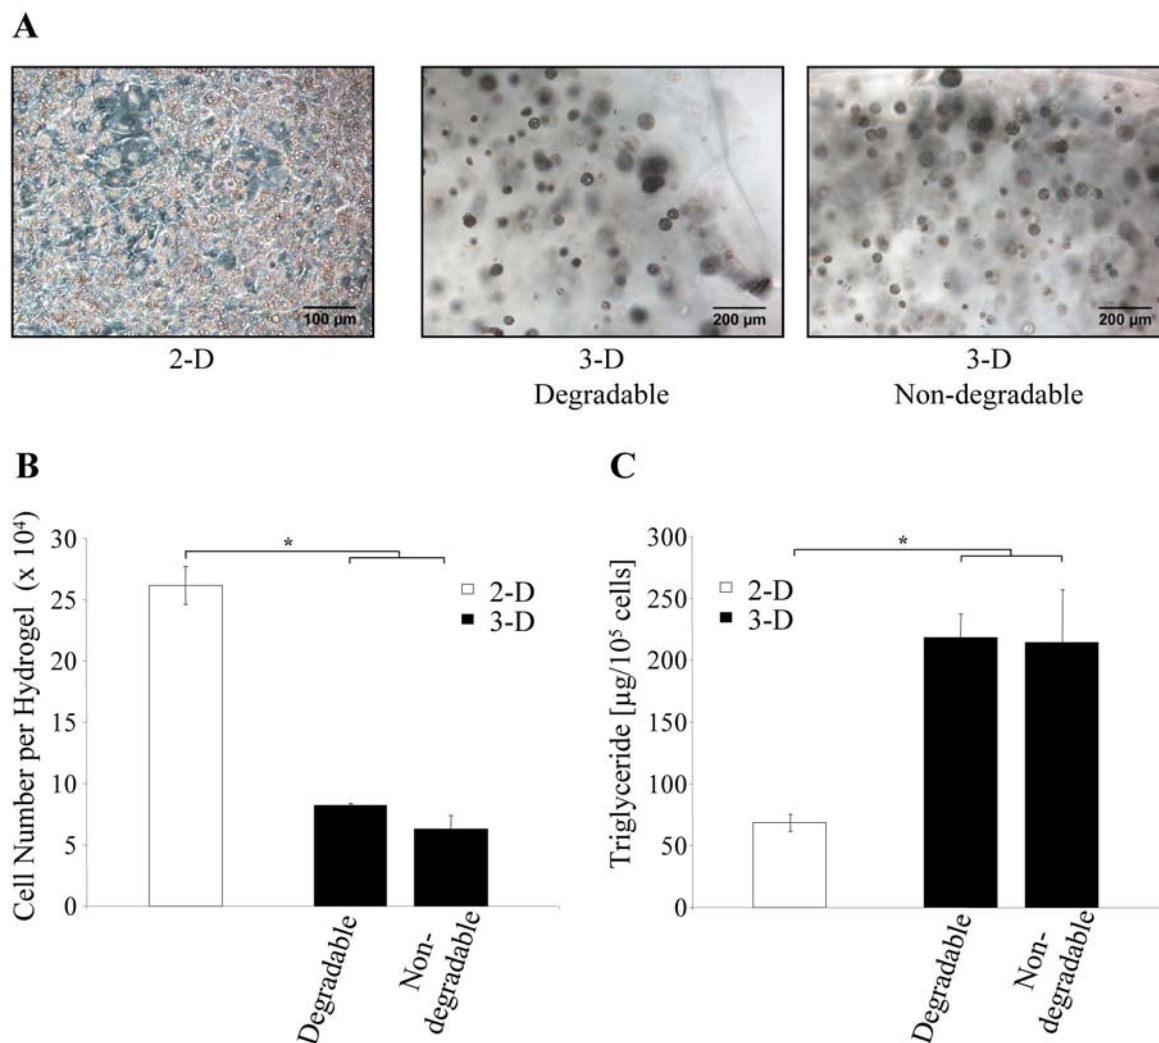 A
100 µm
200 µm
200 µm
2-D
3-D
Degradable
3-D
Non-degradable
B
Cell Number per Hydrogel (x 10⁴)
30
25
20
15
10
5
0
*
2-D
3-D
Degradable
Non-
degradable
C
Triglyceride [µg/10⁵ cells]
300
250
200
150
100
50
0
*
2-D
3-D
Degradable
Non-
degradable